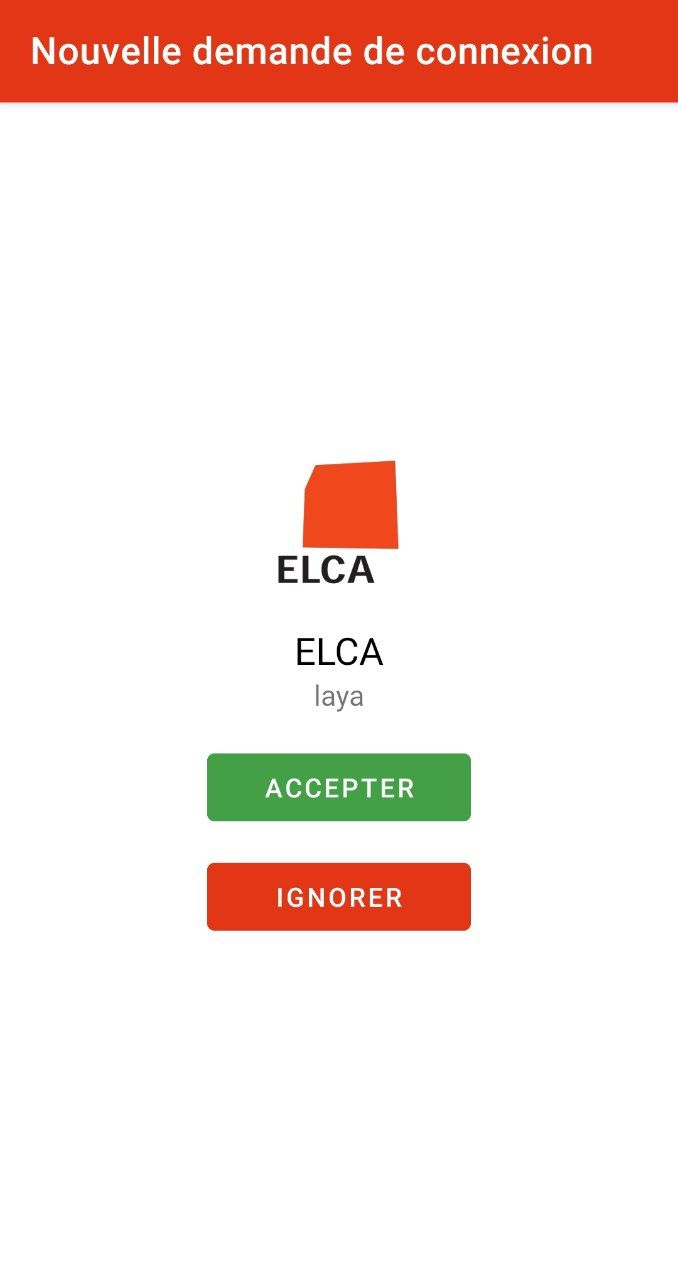 Nouvelle demande de connexion
ELCA
ELCA
laya
ACCEPTER
IGNORER